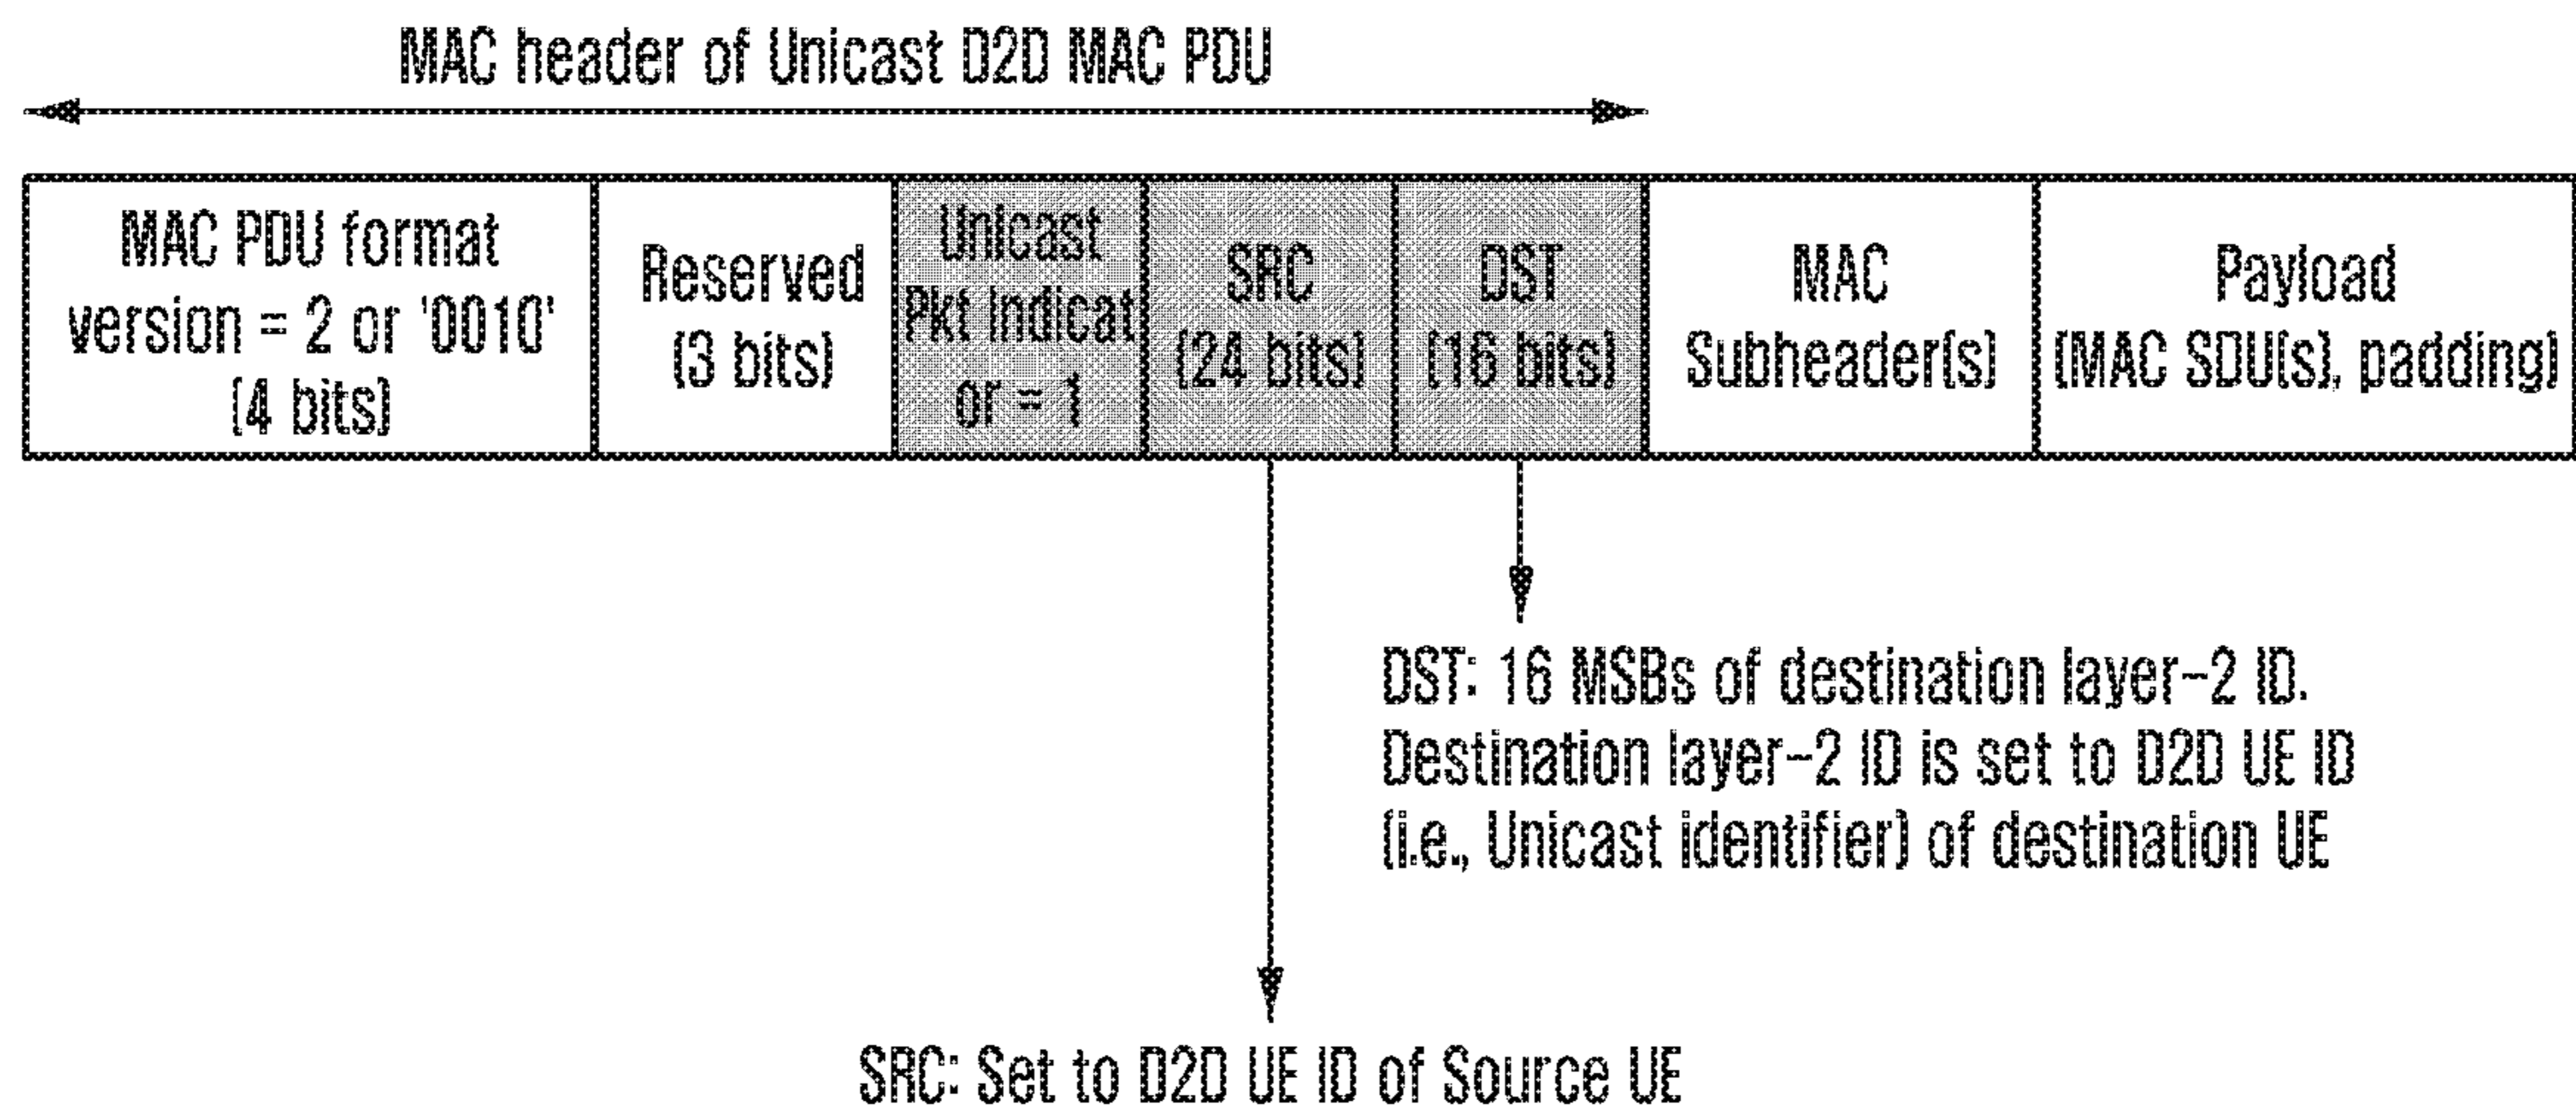 MAC header of Unicast D2D MAC PDU
MAC PDU format
version = 2 or '0010'
(4 bits)
Reserved
(3 bits)
Unicast
Pkt Indicat
or = 1
SRC
(24 bits)
DST
(16 bits)
MAC
Subheader(s)
Payload
(MAC SDU(s), padding)
DST: 16 MSBs of destination layer-2 ID.
Destination layer-2 ID is set to D2D UE ID
(i.e., Unicast identifier) of destination UE
SRC: Set to D2D UE ID of Source UE